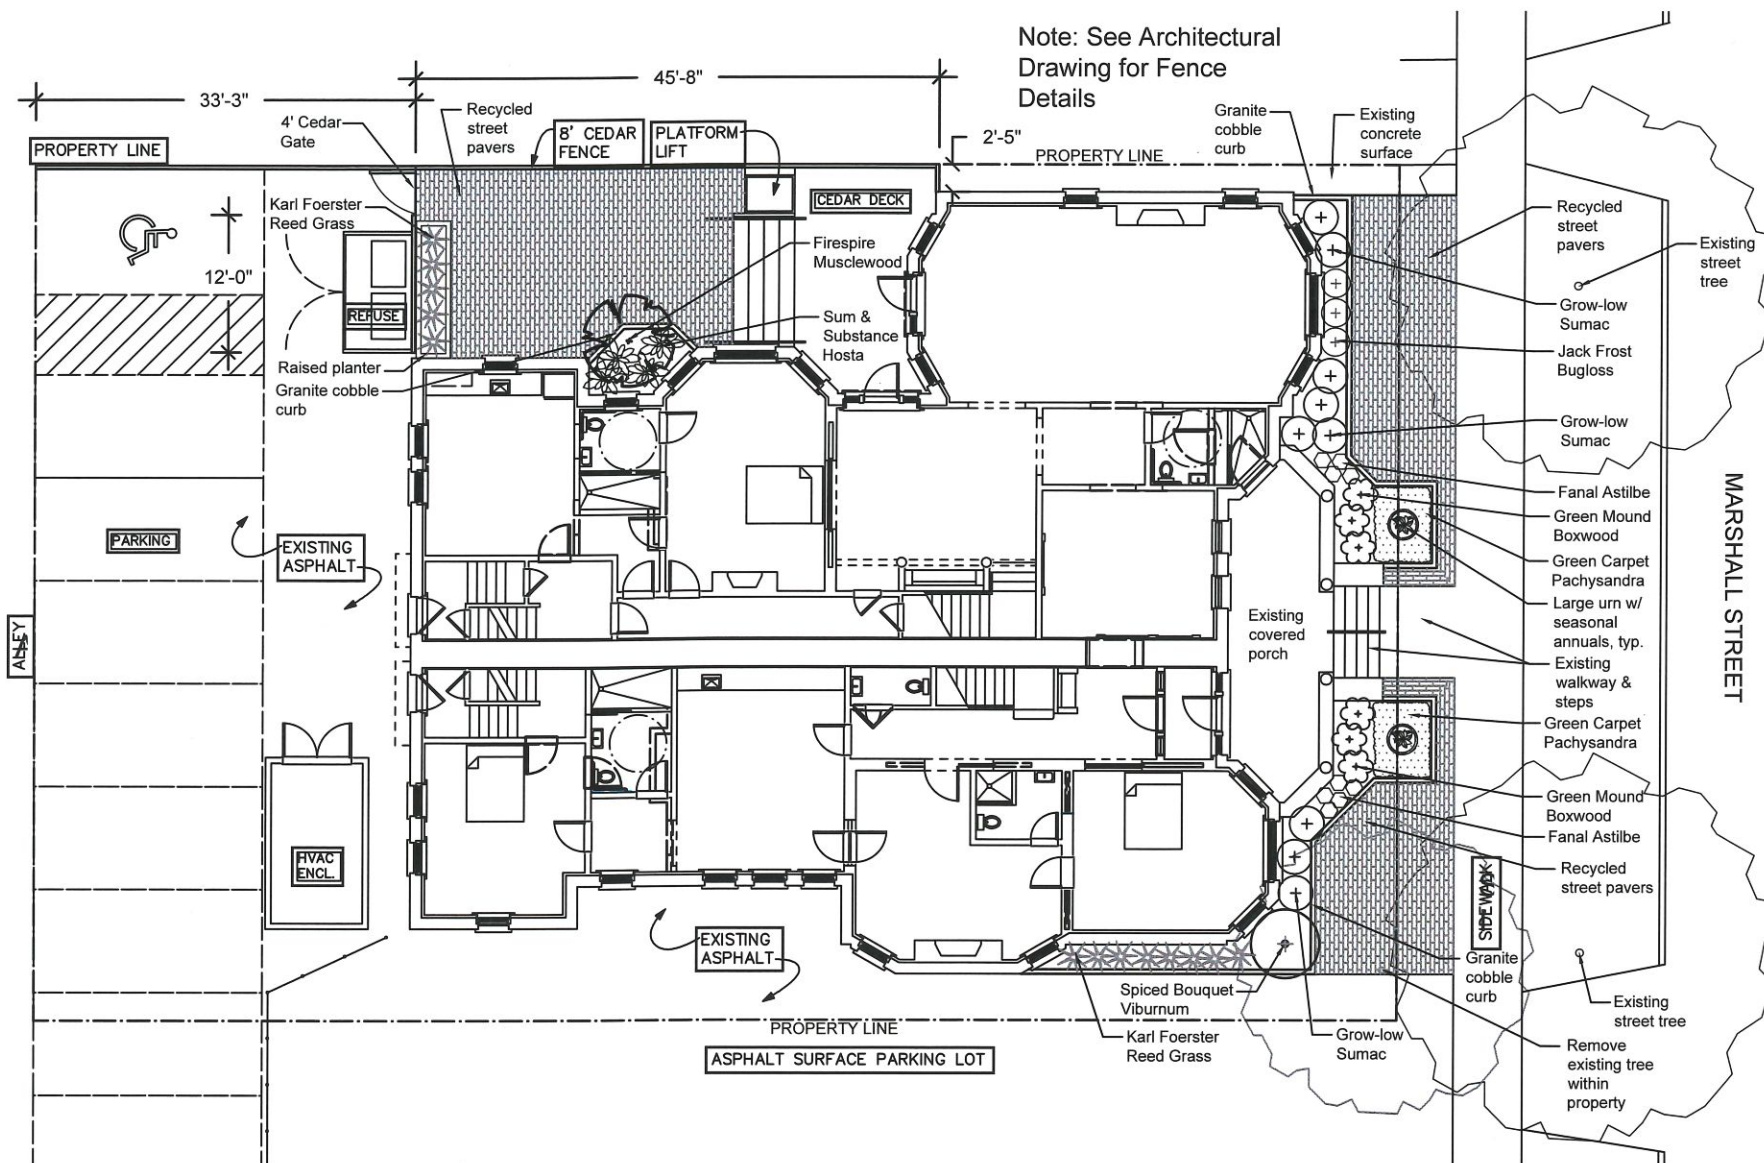 Note: See Architectural
Drawing for Fence
Details
45'-8"
33'-3"
4' Cedar
Gate
Recycled
street
pavers
8' CEDAR
FENCE
PLATFORM
LIFT
2'-5"
PROPERTY LINE
Granite
cobble
curb
Existing
concrete
surface
PROPERTY LINE
CEDAR DECK
Karl Foerster
Reed Grass
12'-0"
REFUSE
Firespire
Musclewood
Sum &
Substance
Hosta
Raised planter
Granite cobble
curb
Recycled
street
pavers
Existing
street
tree
Grow-low
Sumac
Jack Frost
Bugloss
Grow-low
Sumac
Fanal Astilbe
Green Mound
Boxwood
Green Carpet
Pachysandra
Large urn w/
seasonal
annuals, typ.
Existing
walkway &
steps
Green Carpet
Pachysandra
Green Mound
Boxwood
Fanal Astilbe
Recycled
street pavers
MARSHALL STREET
PARKING
EXISTING
ASPHALT
ALLEY
Existing
covered
porch
HVAC
ENCL.
EXISTING
ASPHALT
SIDEWALK
Granite
cobble
curb
Existing
street tree
Remove
existing tree
within
property
Spiced Bouquet
Viburnum
Karl Foerster
Reed Grass
Grow-low
Sumac
PROPERTY LINE
ASPHALT SURFACE PARKING LOT